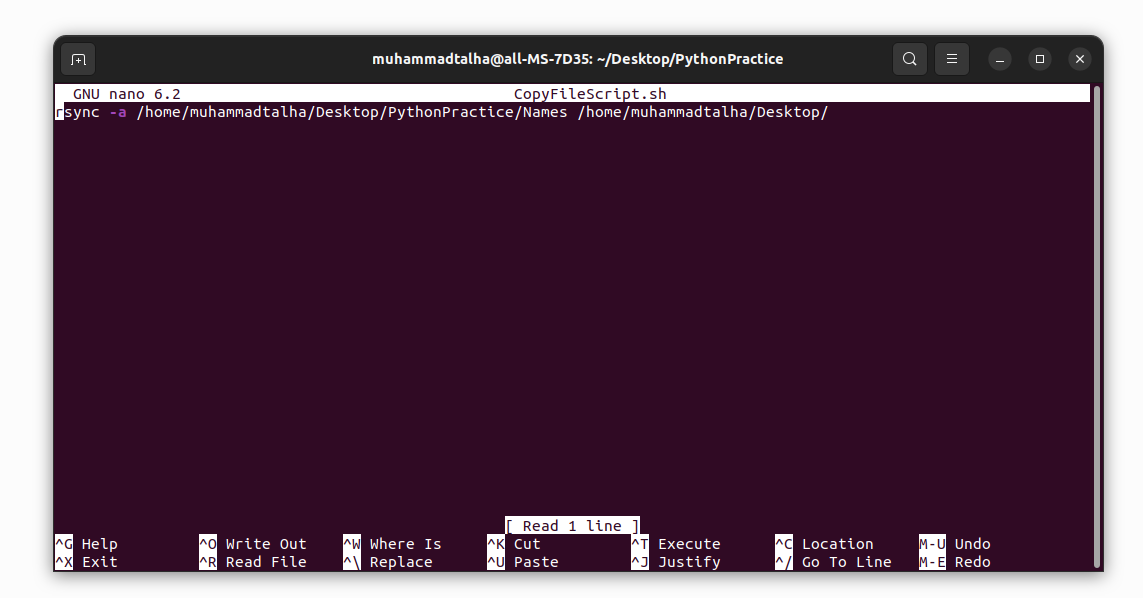 muhammadtalha@all-MS-7D35: ~/Desktop/PythonPractice
GNU nano 6.2 CopyFileScript.sh
rsync -a /home/muhammadtalha/Desktop/PythonPractice/Names /home/muhammadtalha/Desktop/
[ Read 1 line ]
^G Help ^O Write Out ^W Where Is ^K Cut ^T Execute ^C Location M-U Undo
^X Exit ^R Read File ^\ Replace ^U Paste ^J Justify ^/ Go To Line M-E Redo